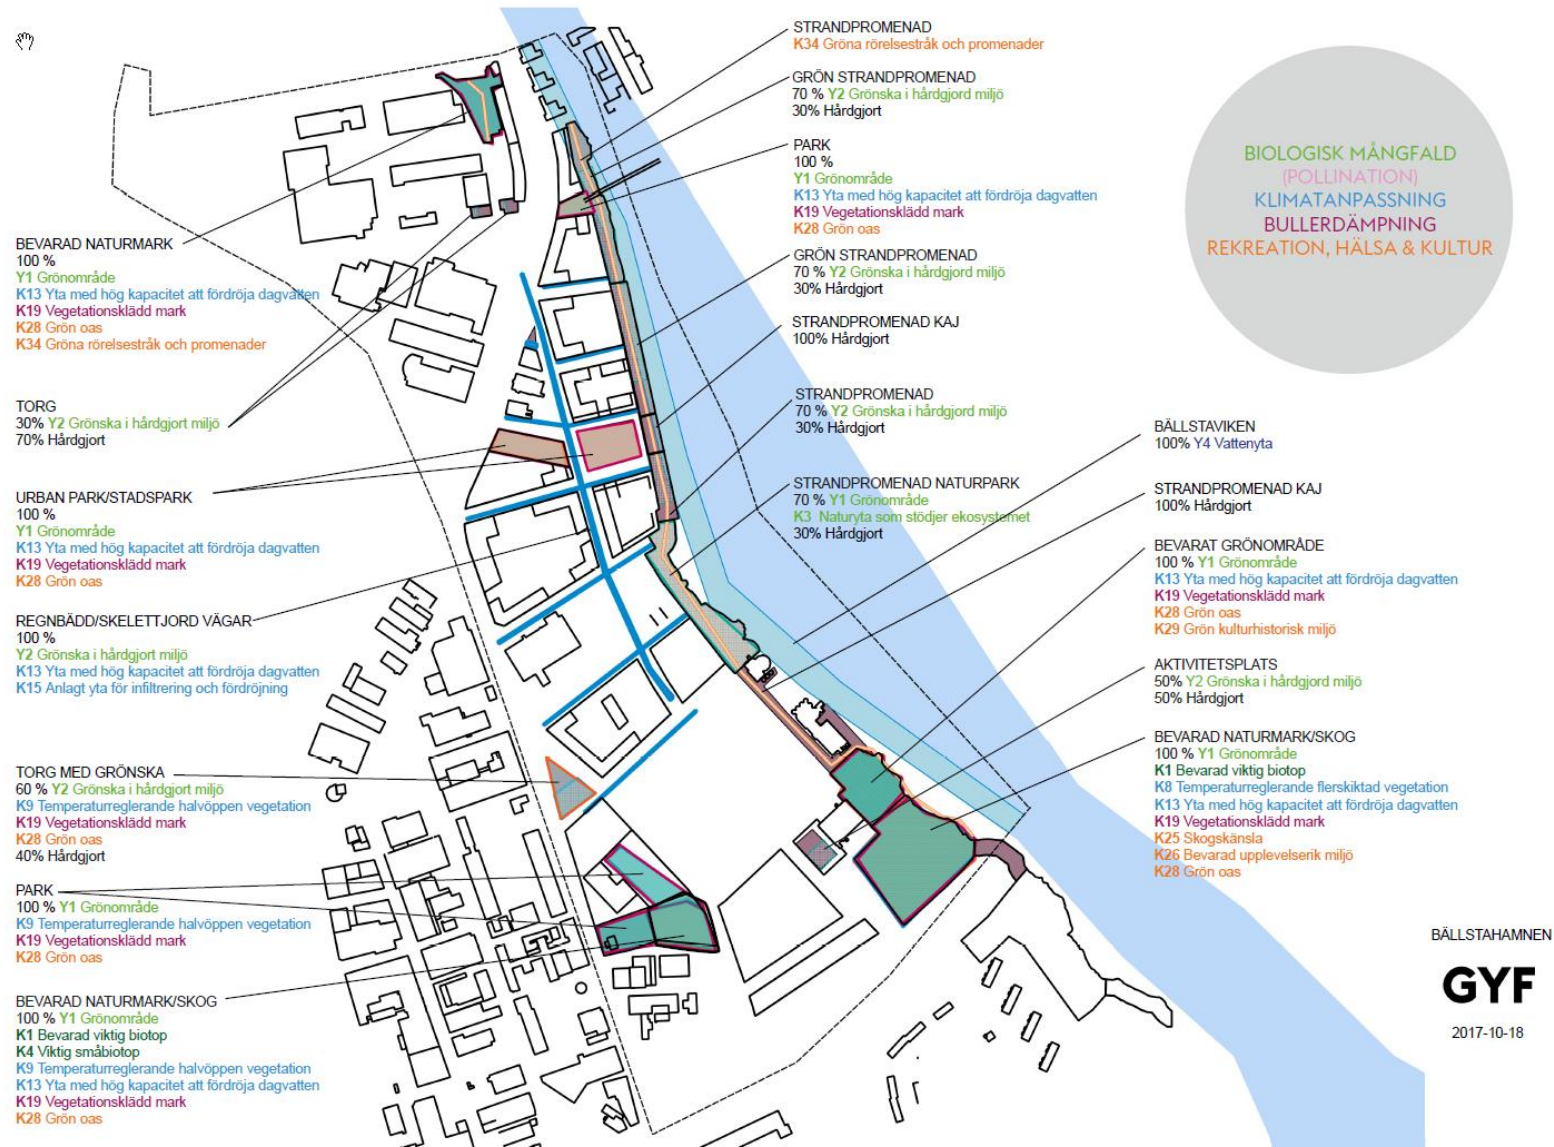 STRANDPROMENAD
K34 Gröna rörelsestråk och promenader
GRÖN STRANDPROMENAD
70 % Y2 Grönska i hårdgjord miljö
30% Hårdgjort
PARK
100 %
Y1 Grönområde
K13 Yta med hög kapacitet att fördröja dagvatten
K19 Vegetationsklädd mark
K28 Grön oas
GRÖN STRANDPROMENAD
70 % Y2 Grönska i hårdgjord miljö
30% Hårdgjort
STRANDPROMENAD KAJ
100% Hårdgjort
STRANDPROMENAD
70 % Y2 Grönska i hårdgjord miljö
30% Hårdgjort
STRANDPROMENAD NATURPARK
70 % Y1 Grönområde
K3 Naturyta som stödjer ekosystemet
30% Hårdgjort
BIOLOGISK MÅNGFALD
(POLLINATION)
KLIMATANPASSNING
BULLERDÄMPNING
REKREATION, HÄLSA & KULTUR
BEVARAD NATURMARK
100 %
Y1 Grönområde
K13 Yta med hög kapacitet att fördröja dagvatten
K19 Vegetationsklädd mark
K28 Grön oas
K34 Gröna rörelsestråk och promenader
TORG
30% Y2 Grönska i hårdgjort miljö
70% Hårdgjort
URBAN PARK/STADSPARK
100 %
Y1 Grönområde
K13 Yta med hög kapacitet att fördröja dagvatten
K19 Vegetationsklädd mark
K28 Grön oas
REGNBÄDD/SKELETTJORD VÄGAR
100 %
Y2 Grönska i hårdgjort miljö
K13 Yta med hög kapacitet att fördröja dagvatten
K15 Anlagt yta för infiltrering och fördröjning
TORG MED GRÖNSKA
60 % Y2 Grönska i hårdgjort miljö
K9 Temperaturreglerande halvöppen vegetation
K19 Vegetationsklädd mark
K28 Grön oas
40% Hårdgjort
PARK
100 % Y1 Grönområde
K9 Temperaturreglerande halvöppen vegetation
K19 Vegetationsklädd mark
K28 Grön oas
BEVARAD NATURMARK/SKOG
100 % Y1 Grönområde
K1 Bevarad viktig biotop
K4 Viktig småbiotop
K9 Temperaturreglerande halvöppen vegetation
K13 Yta med hög kapacitet att fördröja dagvatten
K19 Vegetationsklädd mark
K28 Grön oas
BÄLLSTAVIKEN
100% Y4 Vattenyta
STRANDPROMENAD KAJ
100% Hårdgjort
BEVARAT GRÖNOMRÅDE
100 % Y1 Grönområde
K13 Yta med hög kapacitet att fördröja dagvatten
K19 Vegetationsklädd mark
K28 Grön oas
K29 Grön kulturhistorisk miljö
AKTIVITETSPLATS
50% Y2 Grönska i hårdgjord miljö
50% Hårdgjort
BEVARAD NATURMARK/SKOG
100 % Y1 Grönområde
K1 Bevarad viktig biotop
K8 Temperaturreglerande flerskiktad vegetation
K13 Yta med hög kapacitet att fördröja dagvatten
K19 Vegetationsklädd mark
K25 Skogskänsla
K26 Bevarad upplevelserik miljö
K28 Grön oas
BÄLLSTAHAMNEN
GYF
2017-10-18